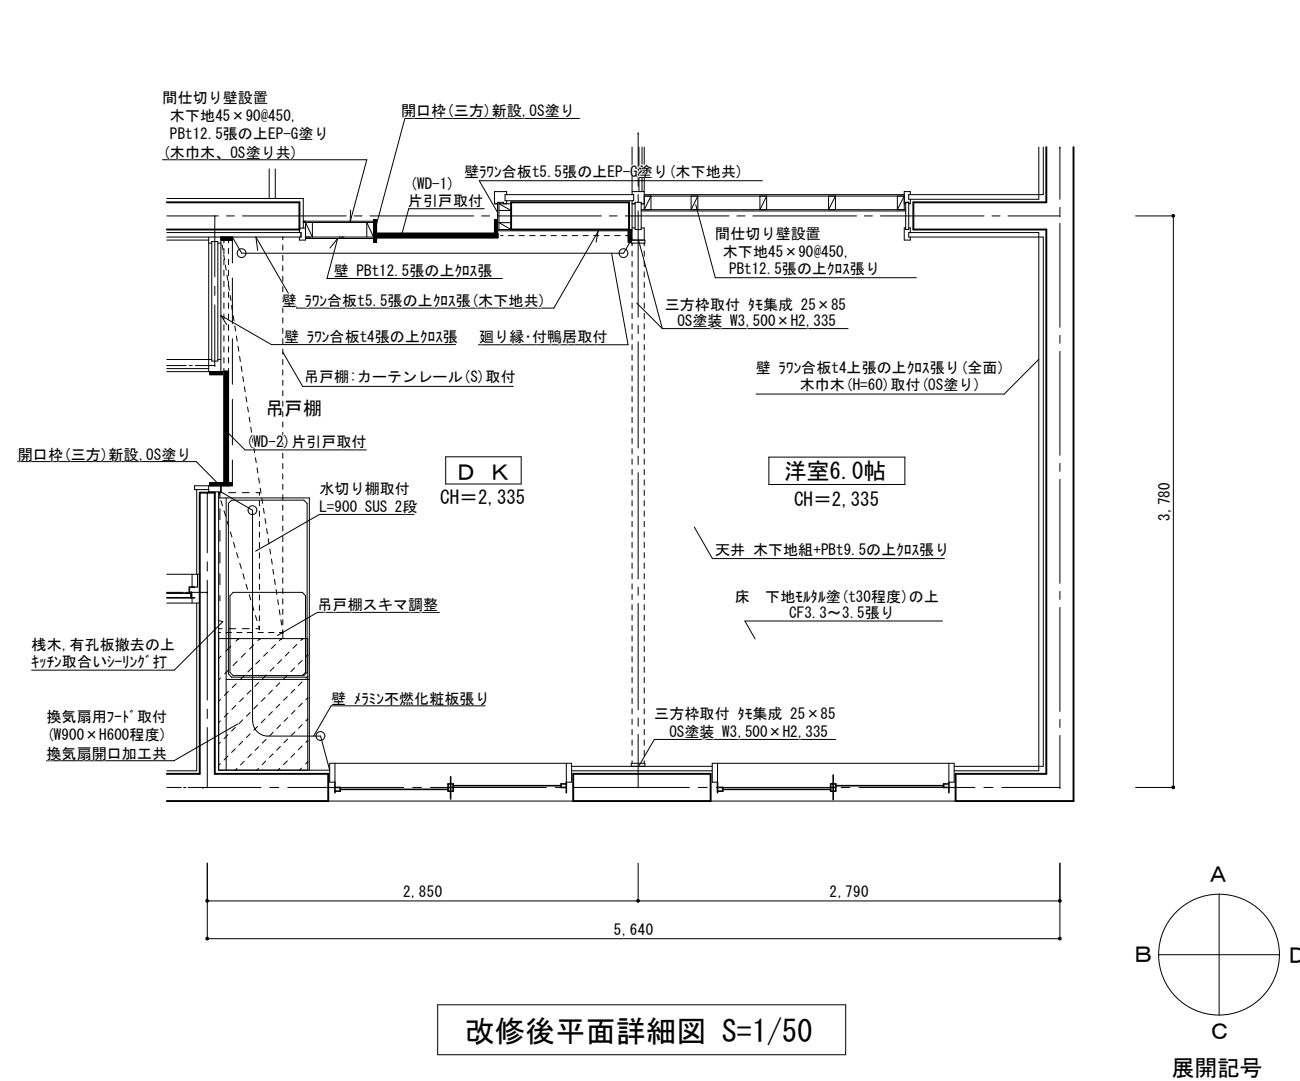 間仕切り壁設置
木下地45×90@450,
PBt12.5張の上EP-G塗り
(木巾木、OS塗り共)
開口枠(三方)新設,OS塗り
壁ﾗﾜﾝ合板t5.5張の上EP-G塗り(木下地共)
(WD-1)
片引戸取付
間仕切り壁設置
木下地45×90@450,
PBt12.5張の上ｸﾛｽ張り
壁 PBt12.5張の上ｸﾛｽ張
壁 ﾗﾜﾝ合板t5.5張の上ｸﾛｽ張(木下地共)
三方枠取付 ﾀﾓ集成 25×85
OS塗装 W3,500×H2,335
壁 ﾗﾜﾝ合板t4張の上ｸﾛｽ張
廻り縁･付鴨居取付
壁 ﾗﾜﾝ合板t4上張の上ｸﾛｽ張り(全面)
木巾木(H=60)取付(OS塗り)
吊戸棚:カーテンレール(S)取付
吊戸棚
(WD-2)片引戸取付
開口枠(三方)新設,OS塗り
ＤＫ
CH＝2,335
洋室6.0帖
CH＝2,335
水切り棚取付
L=900 SUS 2段
3,780
天井 木下地組+PBt9.5の上ｸﾛｽ張り
床　下地ﾓﾙﾀﾙ塗(t30程度)の上
CF3.3～3.5張り
吊戸棚スキマ調整
桟木,有孔板撤去の上
ｷｯﾁﾝ取合いｼｰﾘﾝｸﾞ打
壁 ﾒﾗﾐﾝ不燃化粧板張り
換気扇用ﾌｰﾄﾞ取付
(W900×H600程度)
換気扇開口加工共
三方枠取付 ﾀﾓ集成 25×85
OS塗装 W3,500×H2,335
2,850
2,790
5,640
A
B
D
C
展開記号
改修後平面詳細図 S=1/50